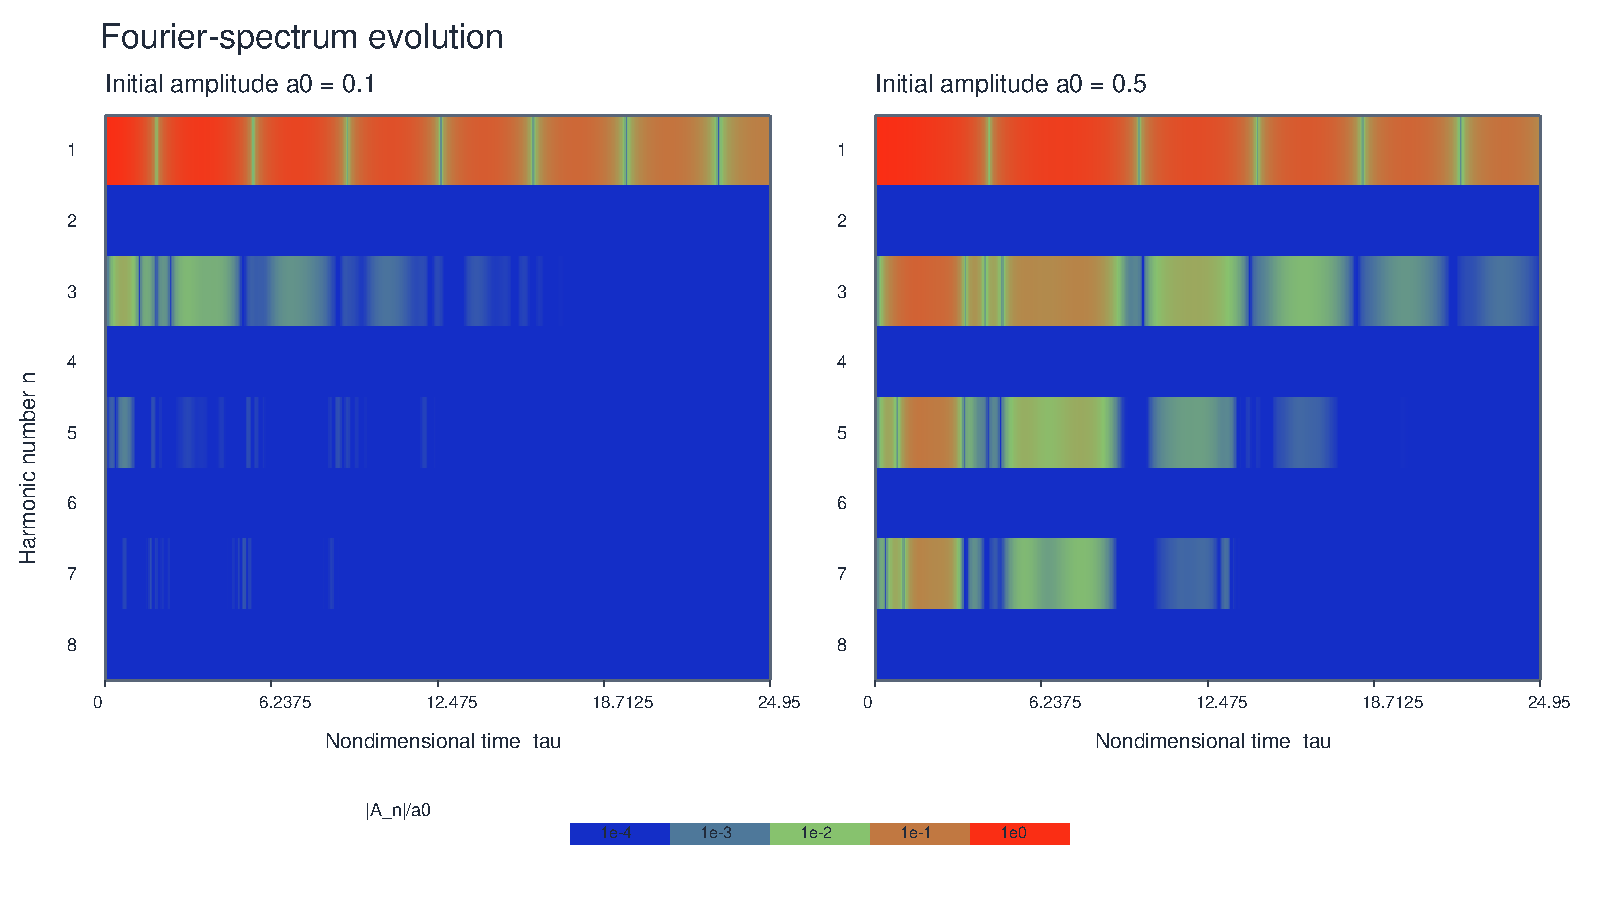 Fourier-spectrum evolution
Initial amplitude a0 = 0.1
Initial amplitude a0 = 0.5
Harmonic number n
1
2
3
4
5
6
7
8
0 6.2375 12.475 18.7125 24.95
Nondimensional time tau
1
2
3
4
5
6
7
8
0 6.2375 12.475 18.7125 24.95
Nondimensional time tau
|A_n|/a0
1e-4 1e-3 1e-2 1e-1 1e0